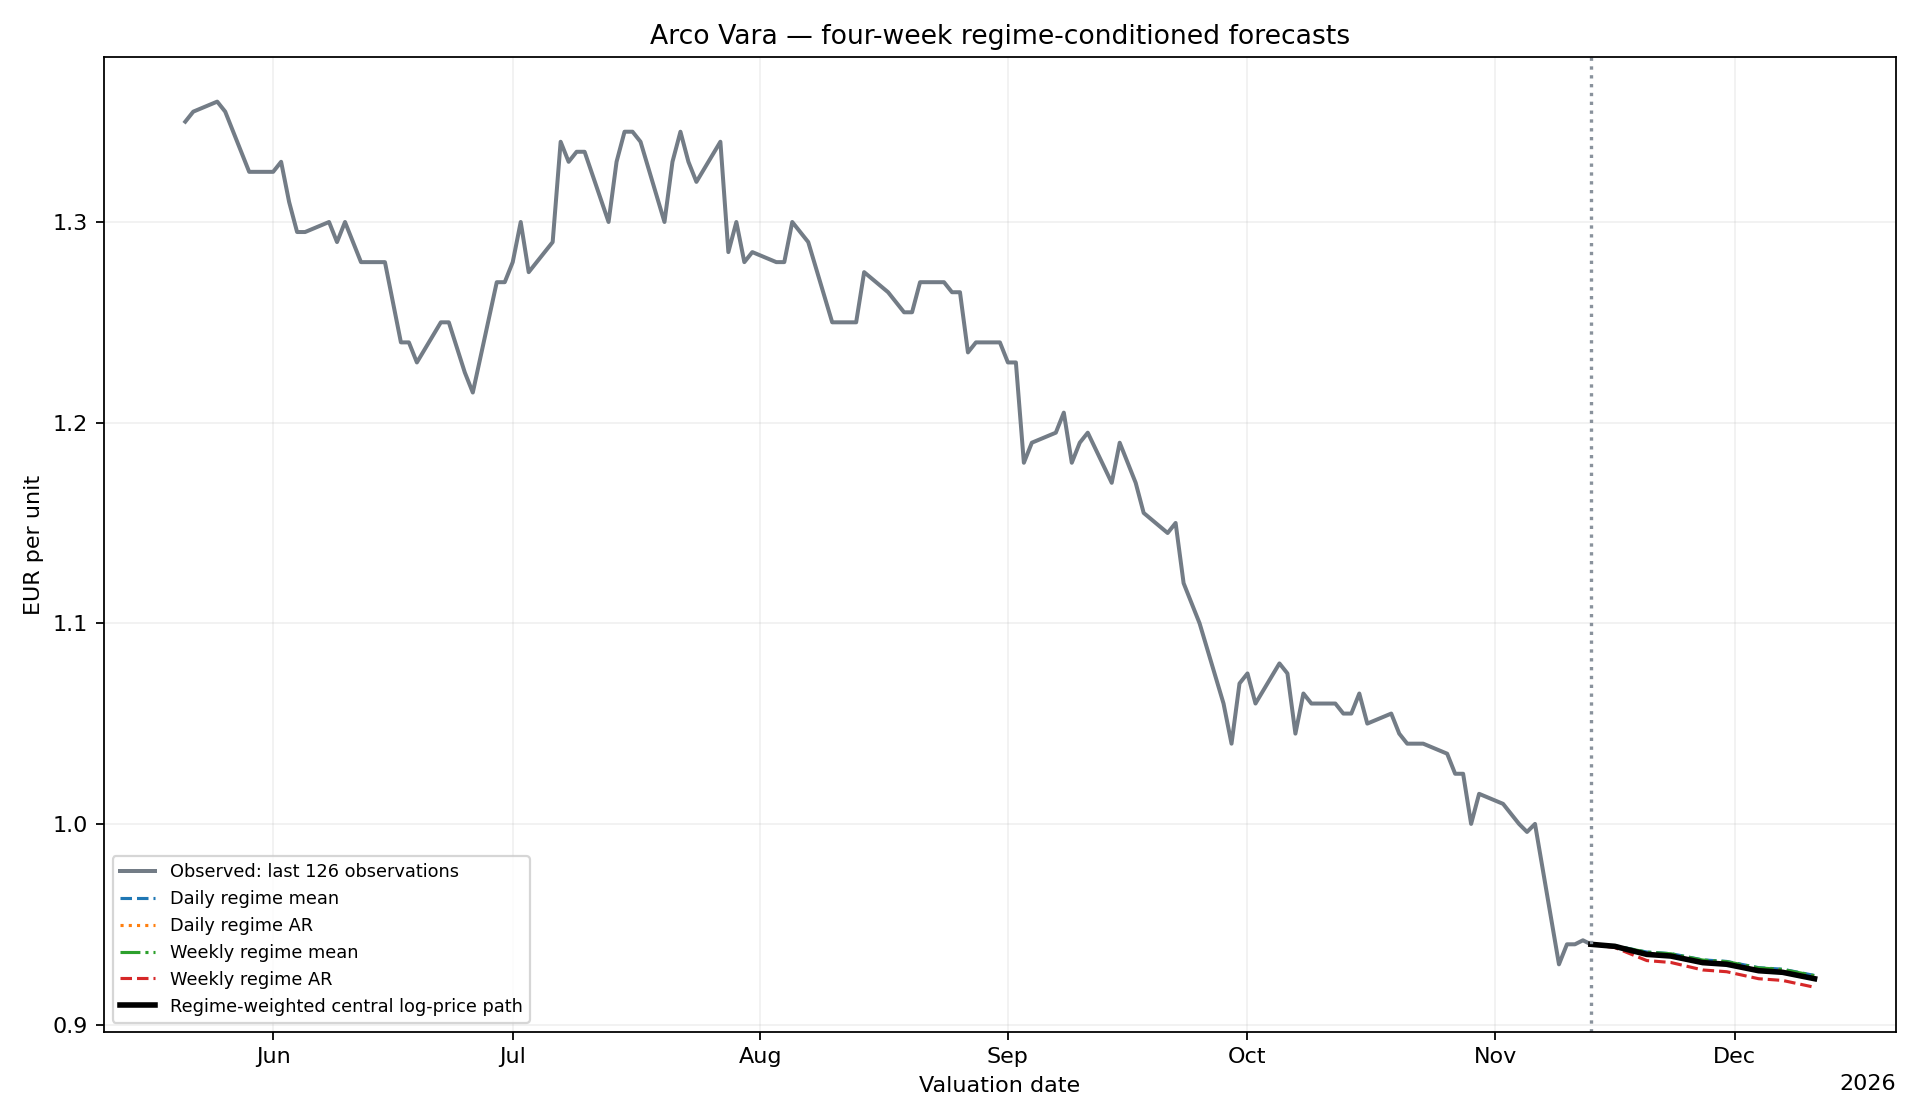 Arco Vara — four-week regime-conditioned forecasts
EUR per unit
1.3
1.2
1.1
1.0
0.9
Observed: last 126 observations
Daily regime mean
Daily regime AR
Weekly regime mean
Weekly regime AR
Regime-weighted central log-price path
Jun Jul Aug Sep Oct Nov Dec
Valuation date
2026